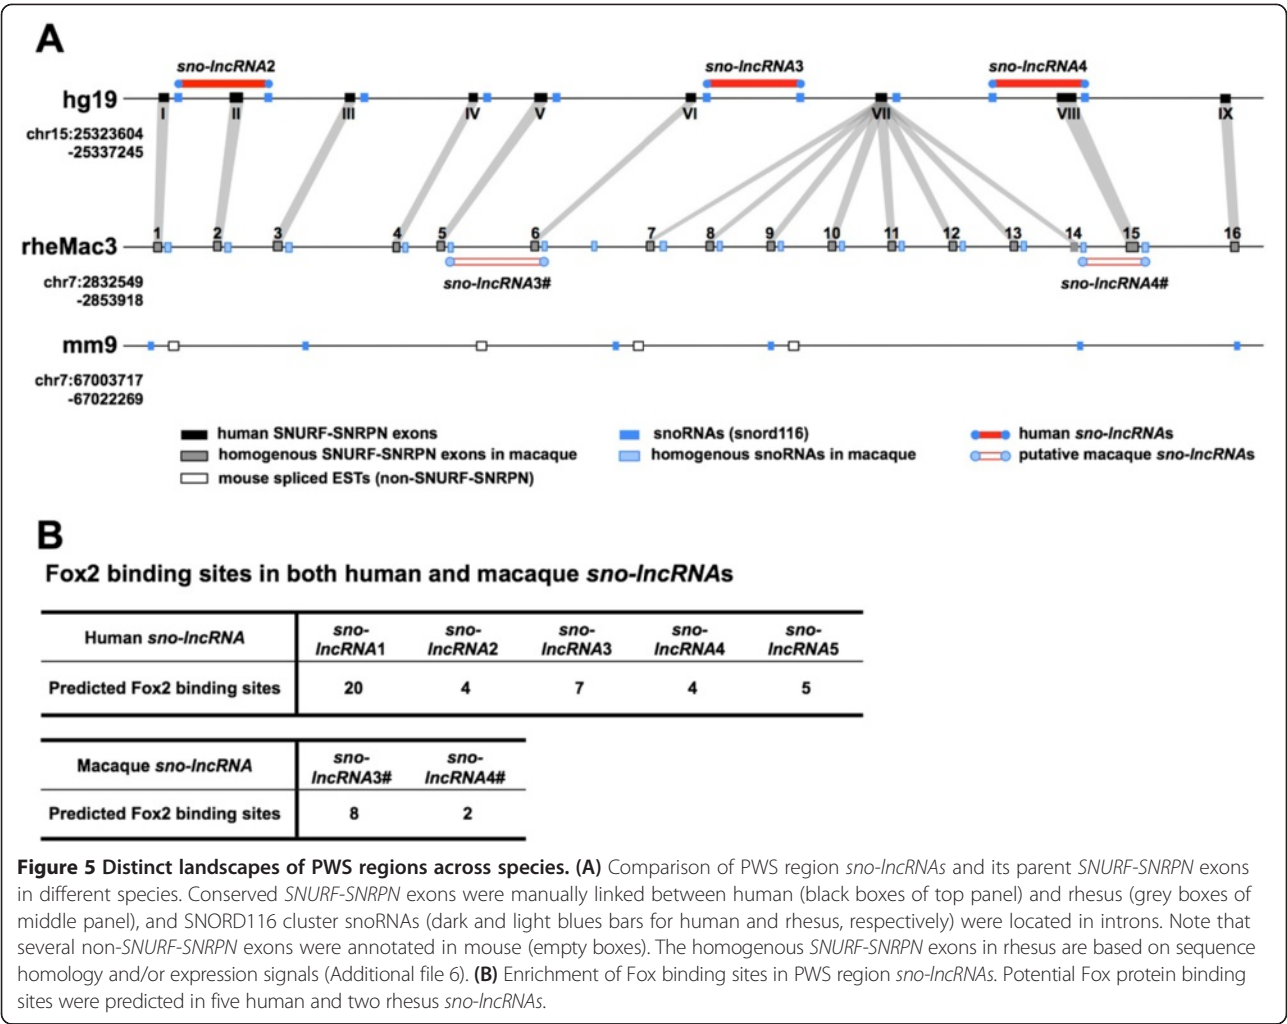 A
sno-lncRNA2 sno-lncRNA3 sno-lncRNA4
hg19
I II III IV V VI VII VIII IX
chr15:25323604
-25337245
1 2 3 4 5 6 7 8 9 10 11 12 13 14 15 16
rheMac3
sno-lncRNA3# sno-lncRNA4#
chr7:2832549
-2853918
mm9
chr7:67003717
-67022269
human SNURF-SNRPN exons snoRNAs (snord116) human sno-lncRNAs
homogenous SNURF-SNRPN exons in macaque homogenous snoRNAs in macaque putative macaque sno-lncRNAs
mouse spliced ESTs (non-SNURF-SNRPN)
B
Fox2 binding sites in both human and macaque sno-lncRNAs
Human sno-lncRNA sno-lncRNA1 sno-lncRNA2 sno-lncRNA3 sno-lncRNA4 sno-lncRNA5
Predicted Fox2 binding sites 20 4 7 4 5
Macaque sno-lncRNA sno-lncRNA3# sno-lncRNA4#
Predicted Fox2 binding sites 8 2
Figure 5 Distinct landscapes of PWS regions across species. (A) Comparison of PWS region sno-lncRNAs and its parent SNURF-SNRPN exons
in different species. Conserved SNURF-SNRPN exons were manually linked between human (black boxes of top panel) and rhesus (grey boxes of
middle panel), and SNORD116 cluster snoRNAs (dark and light blues bars for human and rhesus, respectively) were located in introns. Note that
several non-SNURF-SNRPN exons were annotated in mouse (empty boxes). The homogenous SNURF-SNRPN exons in rhesus are based on sequence
homology and/or expression signals (Additional file 6). (B) Enrichment of Fox binding sites in PWS region sno-lncRNAs. Potential Fox protein binding
sites were predicted in five human and two rhesus sno-lncRNAs.